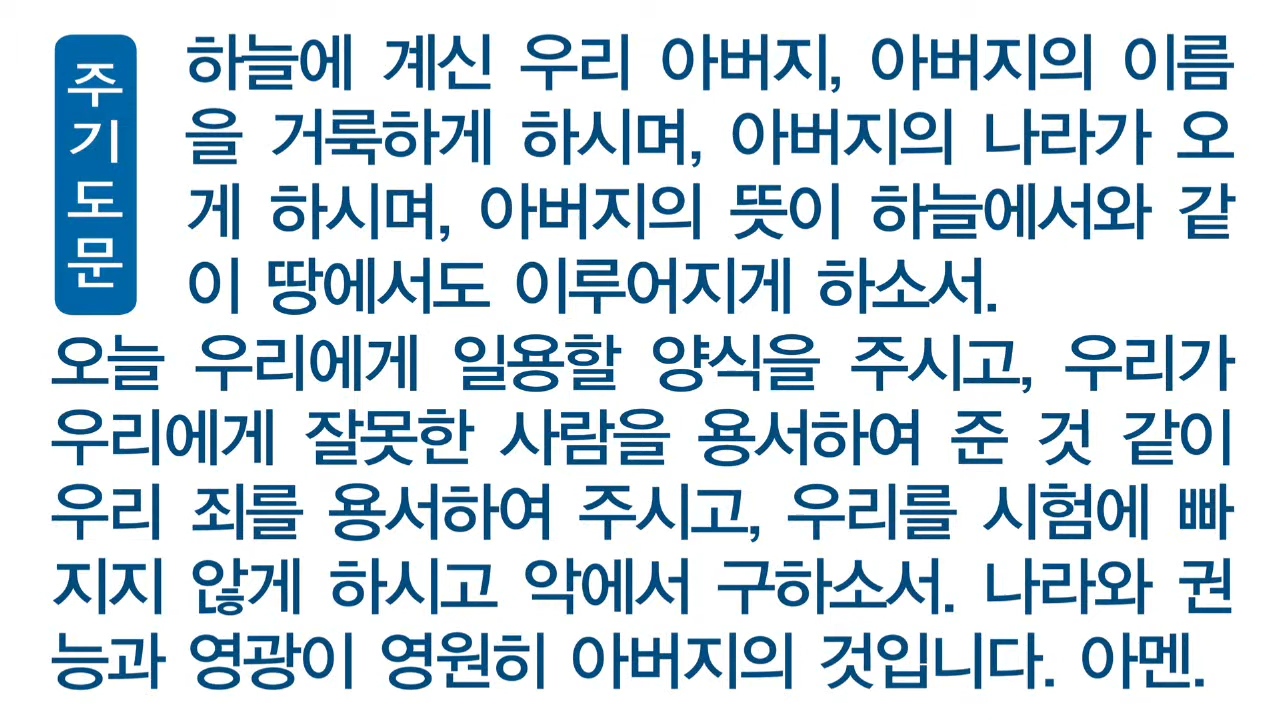 주기도문
하늘에 계신 우리 아버지, 아버지의 이름
을 거룩하게 하시며, 아버지의 나라가 오
게 하시며, 아버지의 뜻이 하늘에서와 같
이 땅에서도 이루어지게 하소서.
오늘 우리에게 일용할 양식을 주시고, 우리가
우리에게 잘못한 사람을 용서하여 준 것 같이
우리 죄를 용서하여 주시고, 우리를 시험에 빠
지지 않게 하시고 악에서 구하소서. 나라와 권
능과 영광이 영원히 아버지의 것입니다. 아멘.